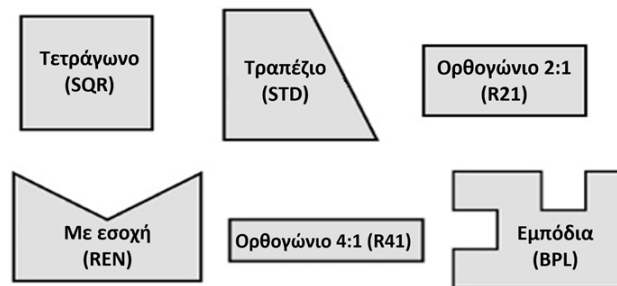 Τετράγωνο
(SQR)
Τραπέζιο
(STD)
Ορθογώνιο 2:1
(R21)
Με εσοχή
(REN)
Ορθογώνιο 4:1 (R41)
Εμπόδια
(BPL)